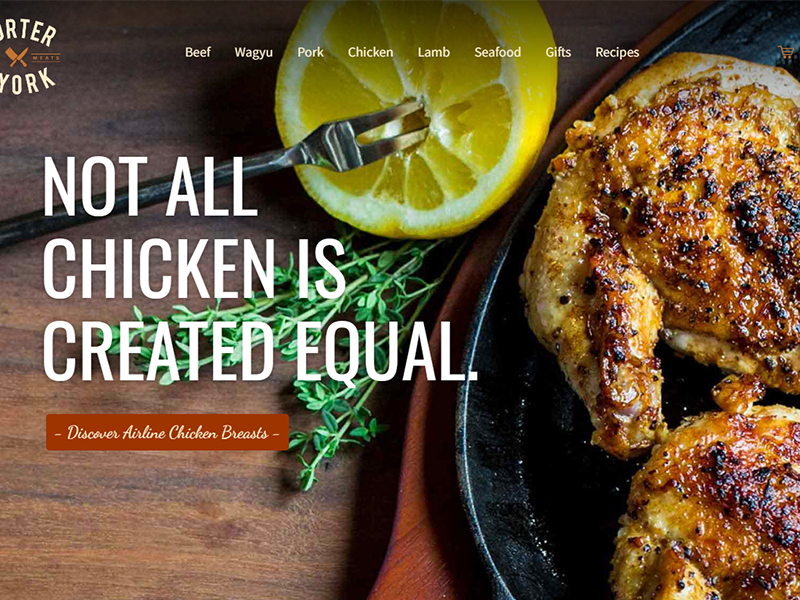 Beef Wagyu Pork Chicken Lamb Seafood Gifts Recipes
MEATS
YORK
NOT ALL
CHICKEN IS
CREATED EQUAL.
- Discover Airline Chicken Breasts -